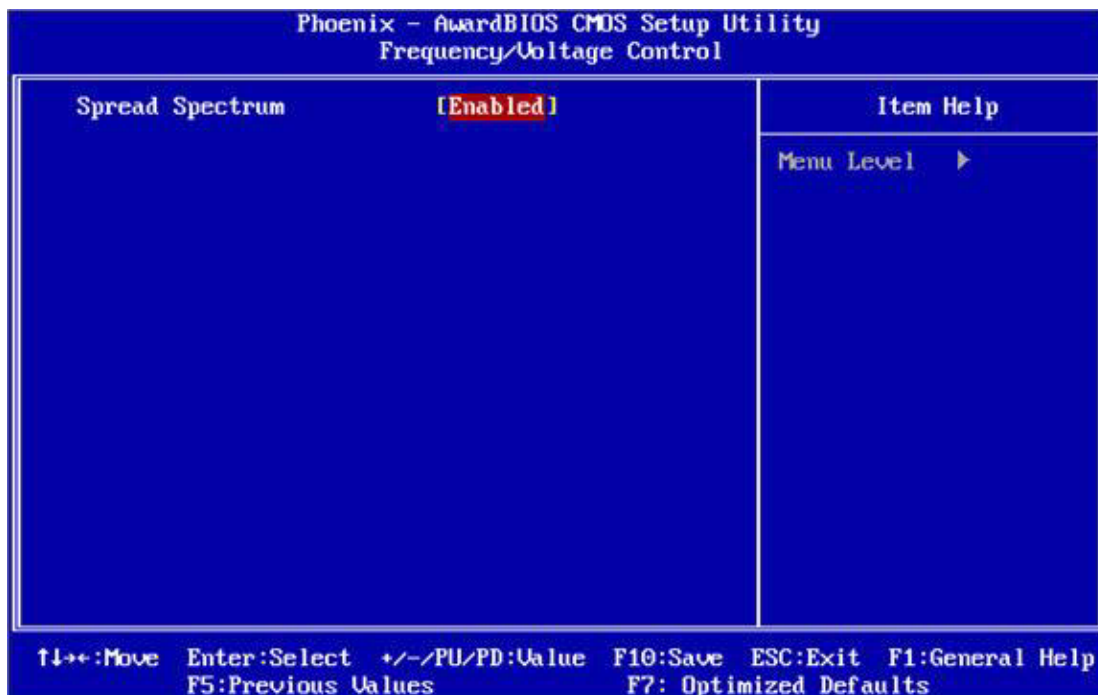 Phoenix - AwardBIOS CMOS Setup Utility
Frequency/Voltage Control
Spread Spectrum [Enabled]
Item Help
Menu Level ▶
↑↓→←:Move Enter:Select +/-/PU/PD:Value F10:Save ESC:Exit F1:General Help
F5:Previous Values F7: Optimized Defaults